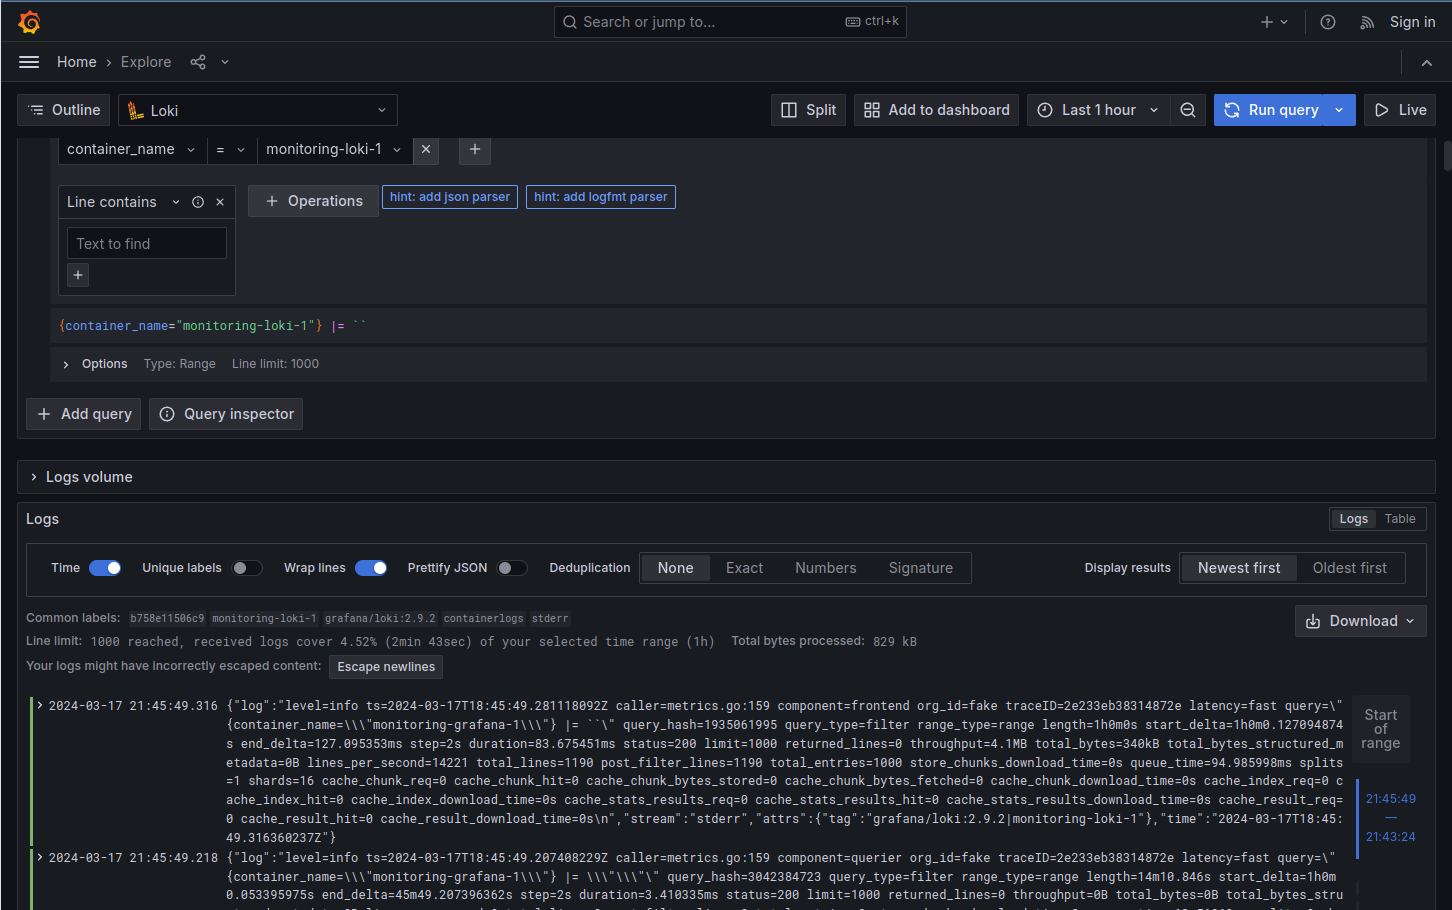 Search or jump to... ctrl+k Sign in
Home › Explore
Outline Loki Split Add to dashboard Last 1 hour Run query Live
container_name = monitoring-loki-1 × +
Line contains × + Operations hint: add json parser hint: add logfmt parser
Text to find
+
{container_name="monitoring-loki-1"} |= ``
Options Type: Range Line limit: 1000
+ Add query Query inspector
Logs volume
Logs Logs Table
Time Unique labels Wrap lines Prettify JSON Deduplication None Exact Numbers Signature Display results Newest first Oldest first
Common labels: b758e11506c9 monitoring-loki-1 grafana/loki:2.9.2 containerlogs stderr
Download
Line limit: 1000 reached, received logs cover 4.52% (2min 43sec) of your selected time range (1h) Total bytes processed: 829 kB
Your logs might have incorrectly escaped content: Escape newlines
2024-03-17 21:45:49.316 {"log":"level=info ts=2024-03-17T18:45:49.281118092Z caller=metrics.go:159 component=frontend org_id=fake traceID=2e233eb38314872e latency=fast query=\"
{container_name=\\\"monitoring-grafana-1\\\"} |= ``\" query_hash=1935061995 query_type=filter range_type=range length=1h0m0s start_delta=1h0m0.127094874
s end_delta=127.095353ms step=2s duration=83.675451ms status=200 limit=1000 returned_lines=0 throughput=4.1MB total_bytes=340kB total_bytes_structured_m
etadata=0B lines_per_second=14221 total_lines=1190 post_filter_lines=1190 total_entries=1000 store_chunks_download_time=0s queue_time=94.985998ms splits
=1 shards=16 cache_chunk_req=0 cache_chunk_hit=0 cache_chunk_bytes_stored=0 cache_chunk_bytes_fetched=0 cache_chunk_download_time=0s cache_index_req=0 c
ache_index_hit=0 cache_index_download_time=0s cache_stats_results_req=0 cache_stats_results_hit=0 cache_stats_results_download_time=0s cache_result_req=
0 cache_result_hit=0 cache_result_download_time=0s\n","stream":"stderr","attrs":{"tag":"grafana/loki:2.9.2|monitoring-loki-1"},"time":"2024-03-17T18:45:
49.316360237Z"}
2024-03-17 21:45:49.218 {"log":"level=info ts=2024-03-17T18:45:49.207408229Z caller=metrics.go:159 component=querier org_id=fake traceID=2e233eb38314872e latency=fast query=\"
{container_name=\\\"monitoring-grafana-1\\\"} |= \\\"\\\"\" query_hash=3042384723 query_type=filter range_type=range length=14m10.846s start_delta=1h0m
0.053395975s end_delta=45m49.207396362s step=2s duration=3.410335ms status=200 limit=1000 returned_lines=0 throughput=0B total_bytes=0B total_bytes_stru
Start
of
range
21:45:49
—
21:43:24